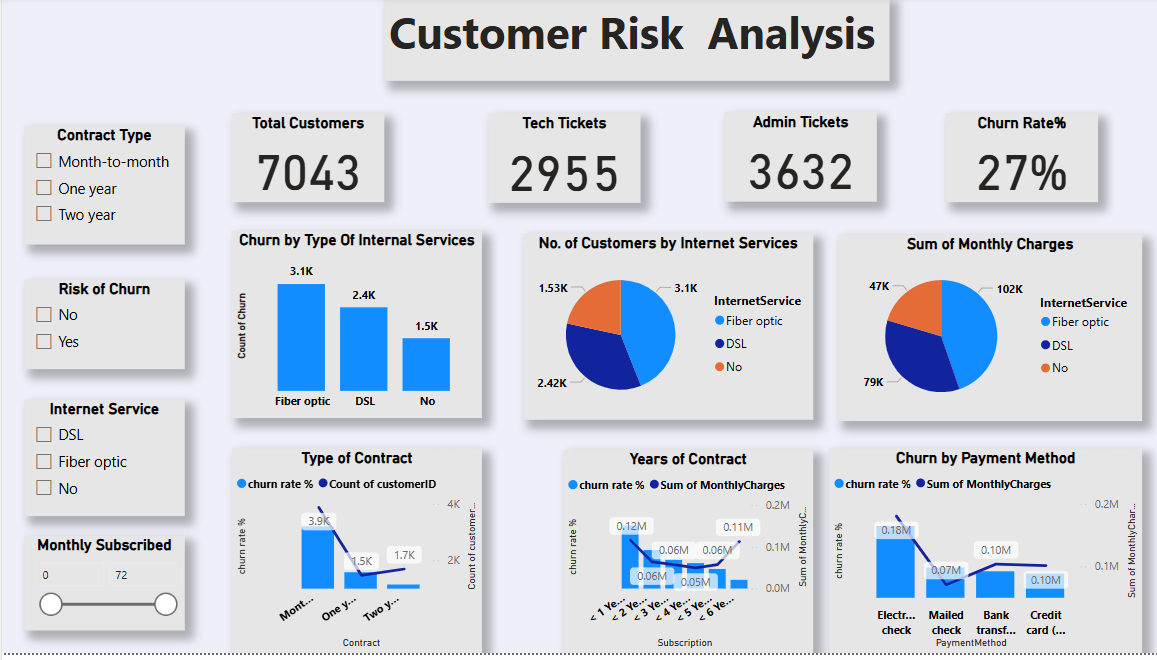 Customer Risk Analysis
Contract Type
Month-to-month
One year
Two year
Risk of Churn
No
Yes
Internet Service
DSL
Fiber optic
No
Monthly Subscribed
0 72
Total Customers
7043
Tech Tickets
2955
Admin Tickets
3632
Churn Rate%
27%
Churn by Type Of Internal Services
Count of Churn
3.1K
2.4K
1.5K
Fiber optic DSL No
No. of Customers by Internet Services
1.53K
3.1K
2.42K
InternetService
Fiber optic
DSL
No
Sum of Monthly Charges
47K
102K
79K
InternetService
Fiber optic
DSL
No
Type of Contract
churn rate % Count of customerID
churn rate %
3.9K
1.5K
1.7K
4K
2K
Count of customer...
Mont... One y... Two y...
Contract
Years of Contract
churn rate % Sum of MonthlyCharges
churn rate %
0.12M
0.06M
0.06M
0.05M
0.06M
0.11M
0.2M
0.1M
0.0M
Sum of MonthlyC...
< 1 Ye... < 2 Ye... < 3 Ye... < 4 Ye... < 5 Ye... < 6 Ye...
Subscription
Churn by Payment Method
churn rate % Sum of MonthlyCharges
churn rate %
0.18M
0.07M
0.10M
0.10M
0.2M
0.1M
Sum of MonthlyChar...
Electr... check
Mailed check
Bank transf...
Credit card (...
PaymentMethod